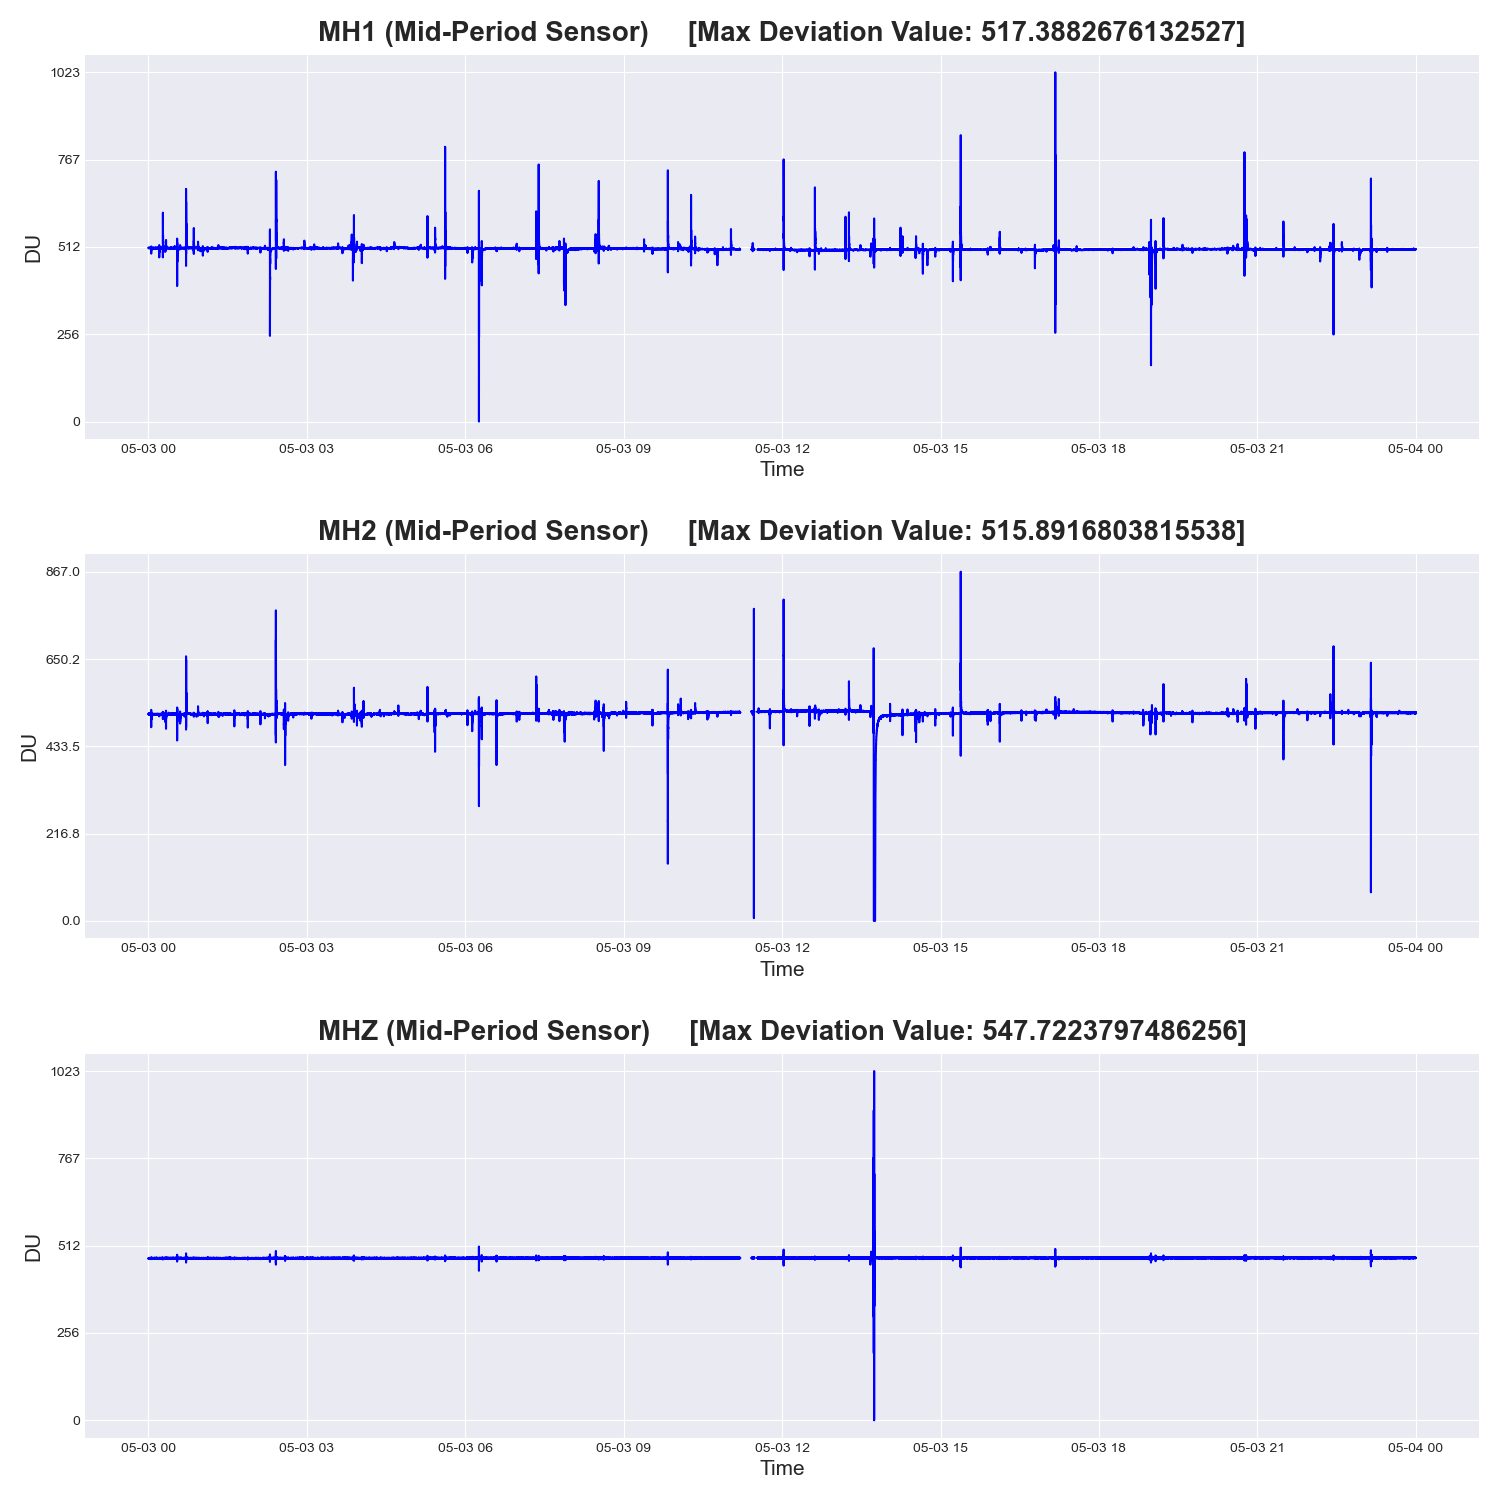 MH1 (Mid-Period Sensor) [Max Deviation Value: 517.3882676132527]
1023
767
512
256
0
DU
05-03 00 05-03 03 05-03 06 05-03 09 05-03 12 05-03 15 05-03 18 05-03 21 05-04 00
Time
MH2 (Mid-Period Sensor) [Max Deviation Value: 515.8916803815538]
867.0
650.2
433.5
216.8
0.0
DU
05-03 00 05-03 03 05-03 06 05-03 09 05-03 12 05-03 15 05-03 18 05-03 21 05-04 00
Time
MHZ (Mid-Period Sensor) [Max Deviation Value: 547.7223797486256]
1023
767
512
256
0
DU
05-03 00 05-03 03 05-03 06 05-03 09 05-03 12 05-03 15 05-03 18 05-03 21 05-04 00
Time